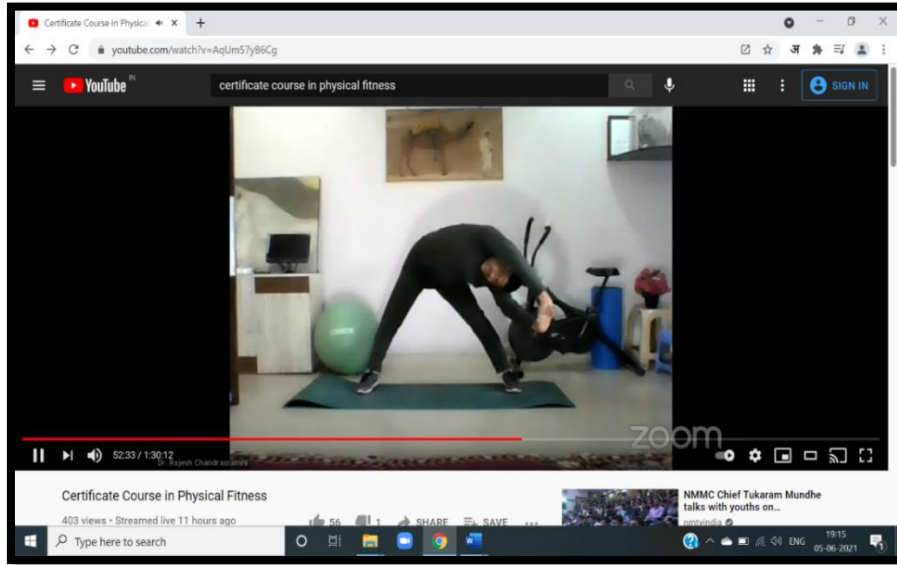 Certificate Course in Physical
youtube.com/watch?v=AqUmS7yB6Cg
अ
YouTube IN
certificate course in physical fitness
SIGN IN
zoom
52:33 / 1:30:12
Dr. Rajesh Chandrawanshi
Certificate Course in Physical Fitness
403 views • Streamed live 11 hours ago
56 1 SHARE SAVE
NMMC Chief Tukaram Mundhe
talks with youths on...
nmtvindia
Type here to search
ENG
19:15
05-06-2021